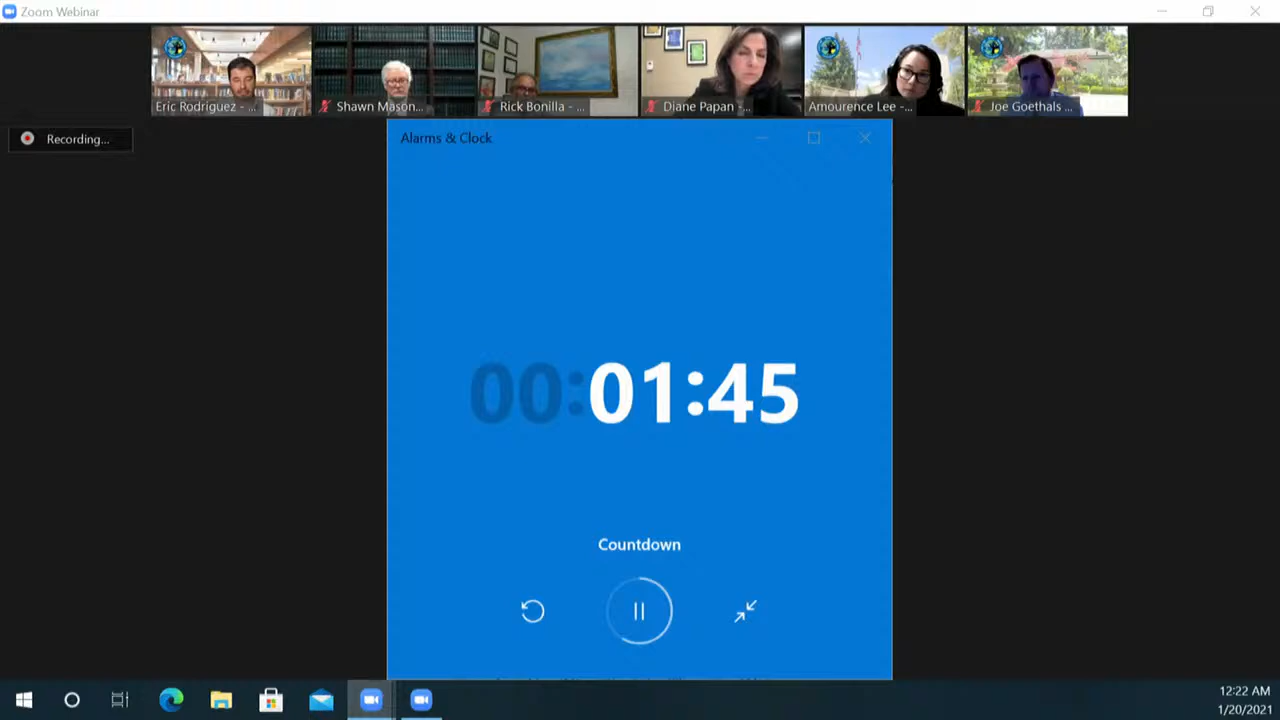 Zoom Webinar
Eric Rodriguez - ...
Shawn Mason...
Rick Bonilla - ...
Diane Papan -...
Amourence Lee -...
Joe Goethals ...
Recording...
Alarms & Clock
00:01:45
Countdown
12:22 AM
1/20/2021